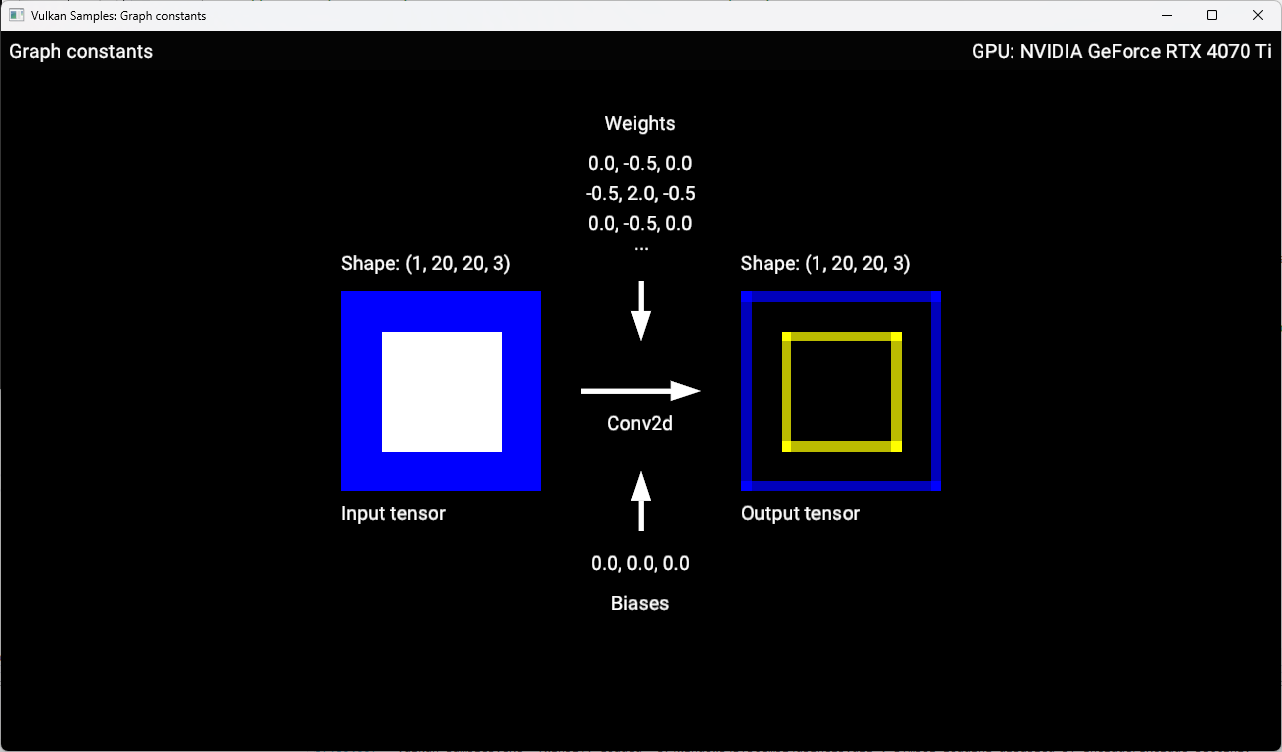 Vulkan Samples: Graph constants
Graph constants
GPU: NVIDIA GeForce RTX 4070 Ti
Weights
0.0, -0.5, 0.0
-0.5, 2.0, -0.5
0.0, -0.5, 0.0
...
Shape: (1, 20, 20, 3)
Shape: (1, 20, 20, 3)
Conv2d
Input tensor
Output tensor
0.0, 0.0, 0.0
Biases